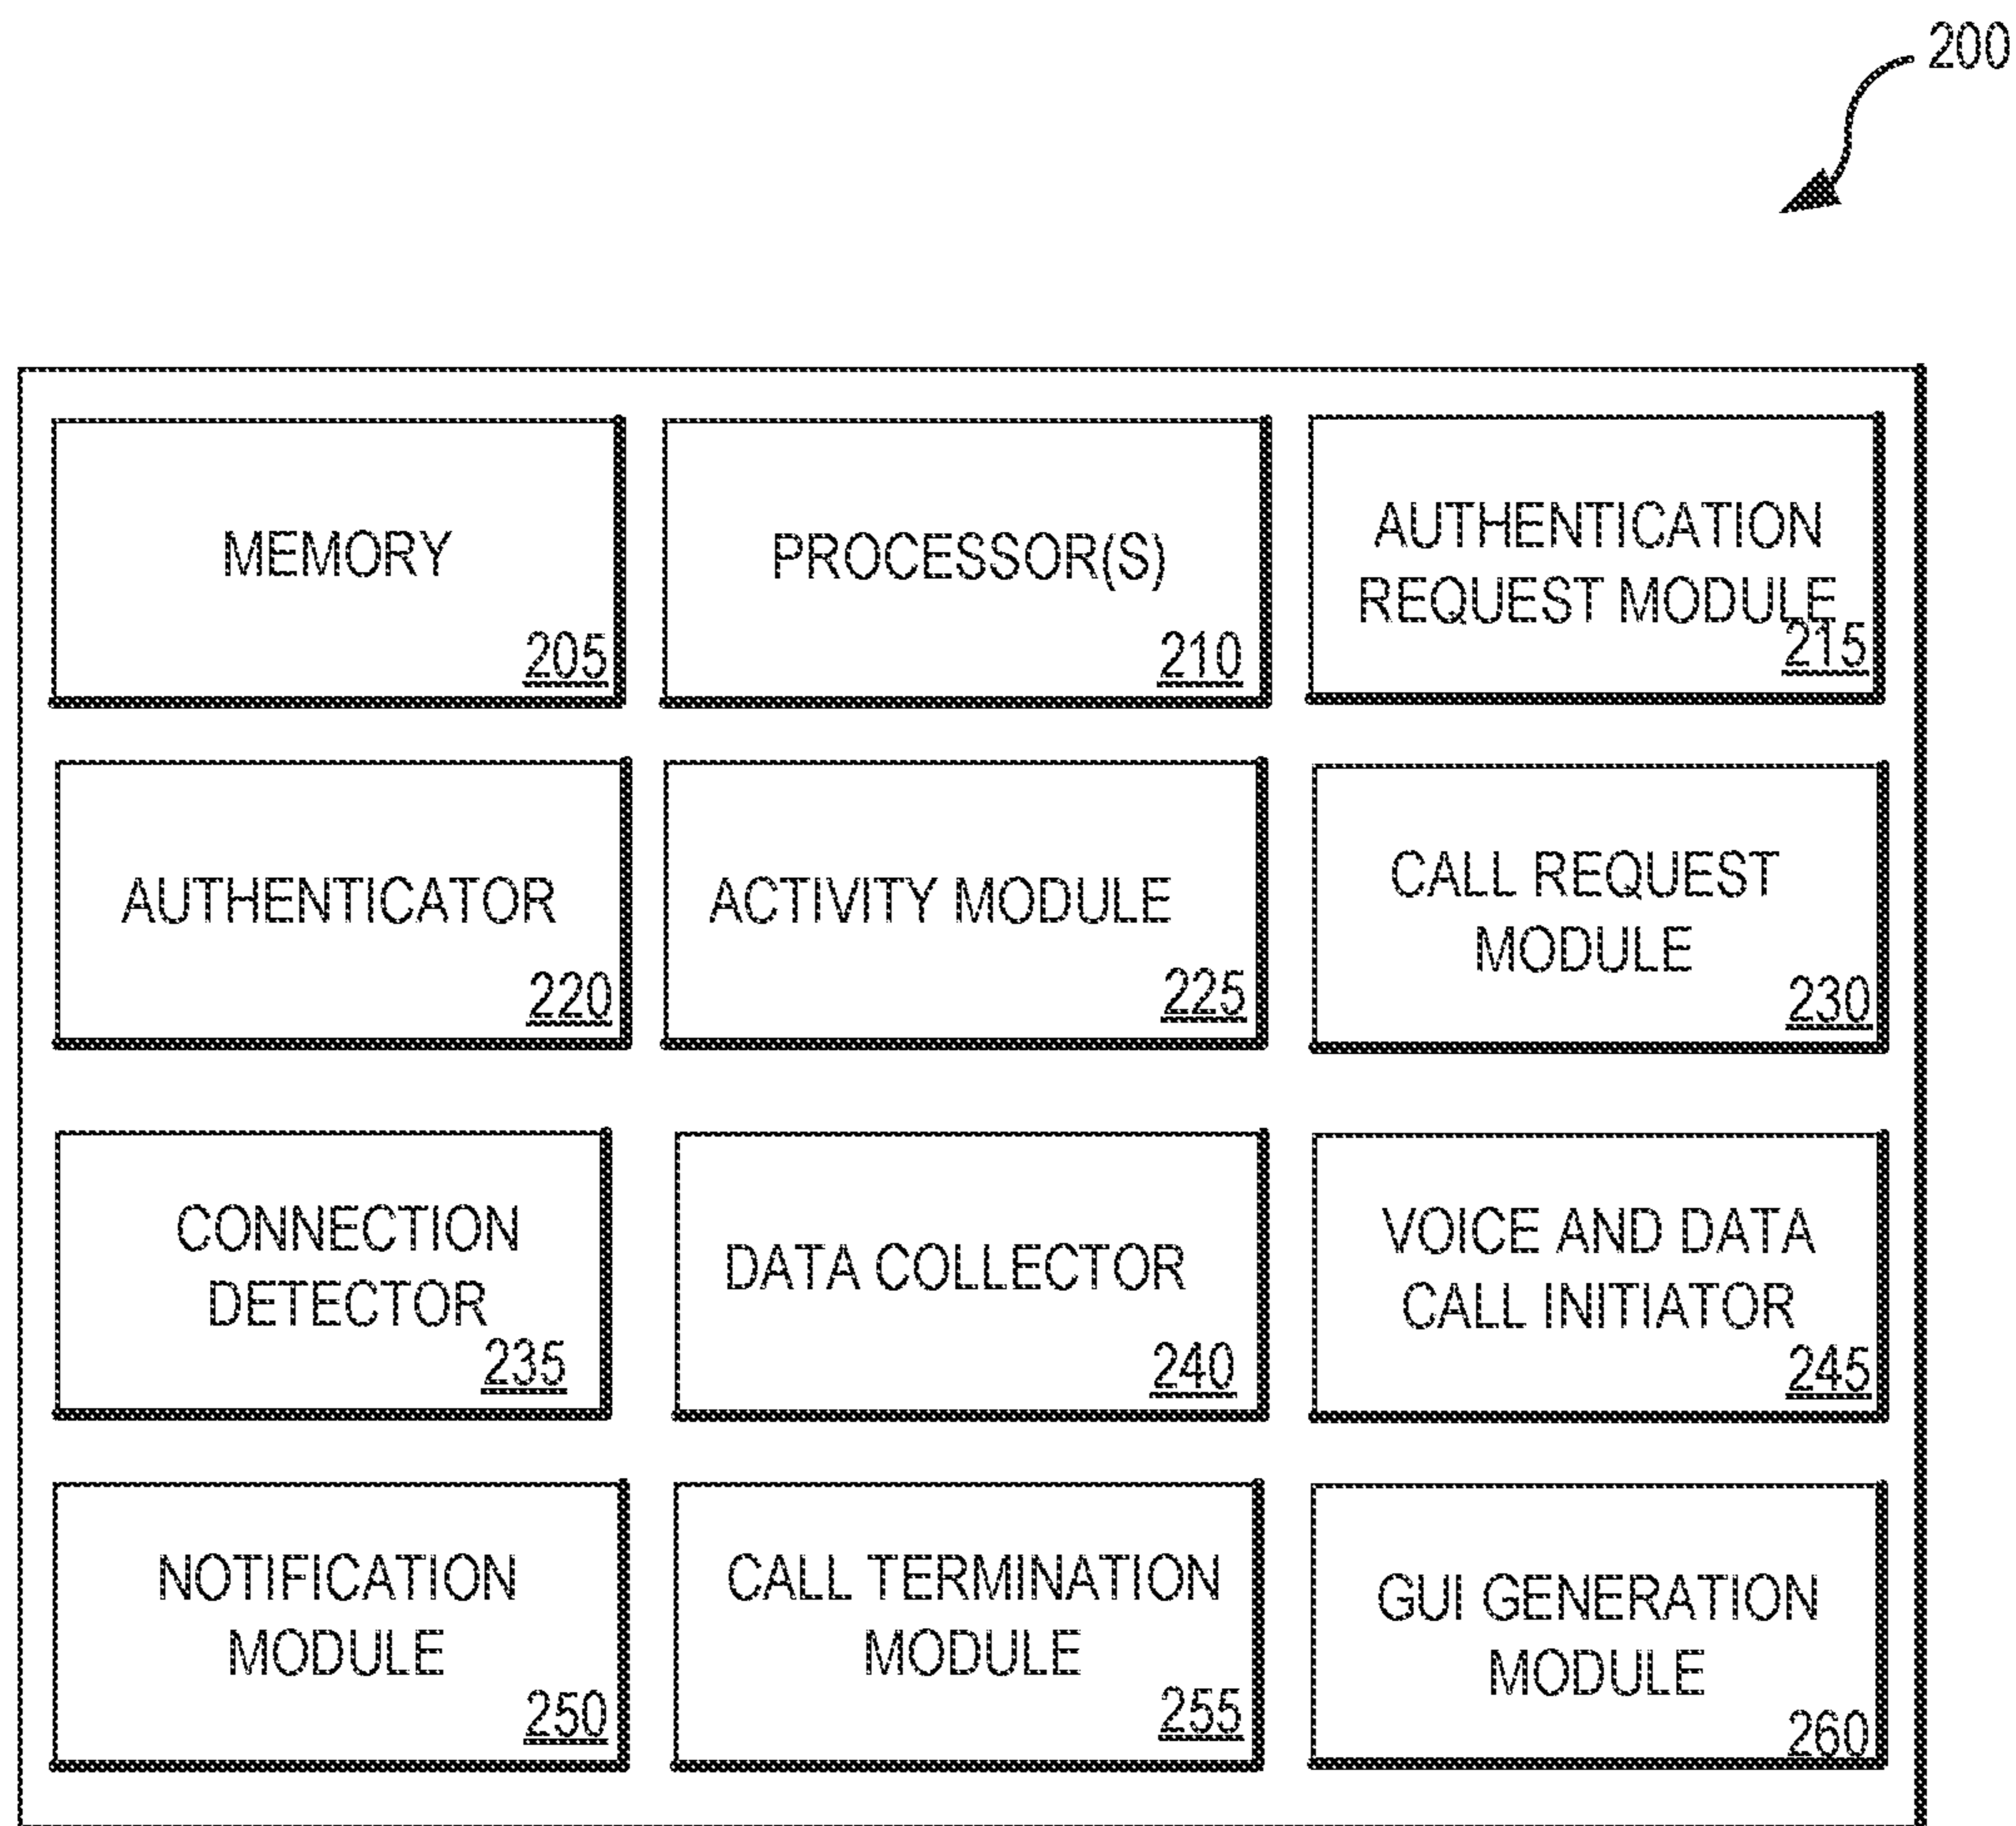 200
MEMORY
205
PROCESSOR(S)
210
AUTHENTICATION
REQUEST MODULE
215
AUTHENTICATOR
220
ACTIVITY MODULE
225
CALL REQUEST
MODULE
230
CONNECTION
DETECTOR
235
DATA COLLECTOR
240
VOICE AND DATA
CALL INITIATOR
245
NOTIFICATION
MODULE
250
CALL TERMINATION
MODULE
255
GUI GENERATION
MODULE
260